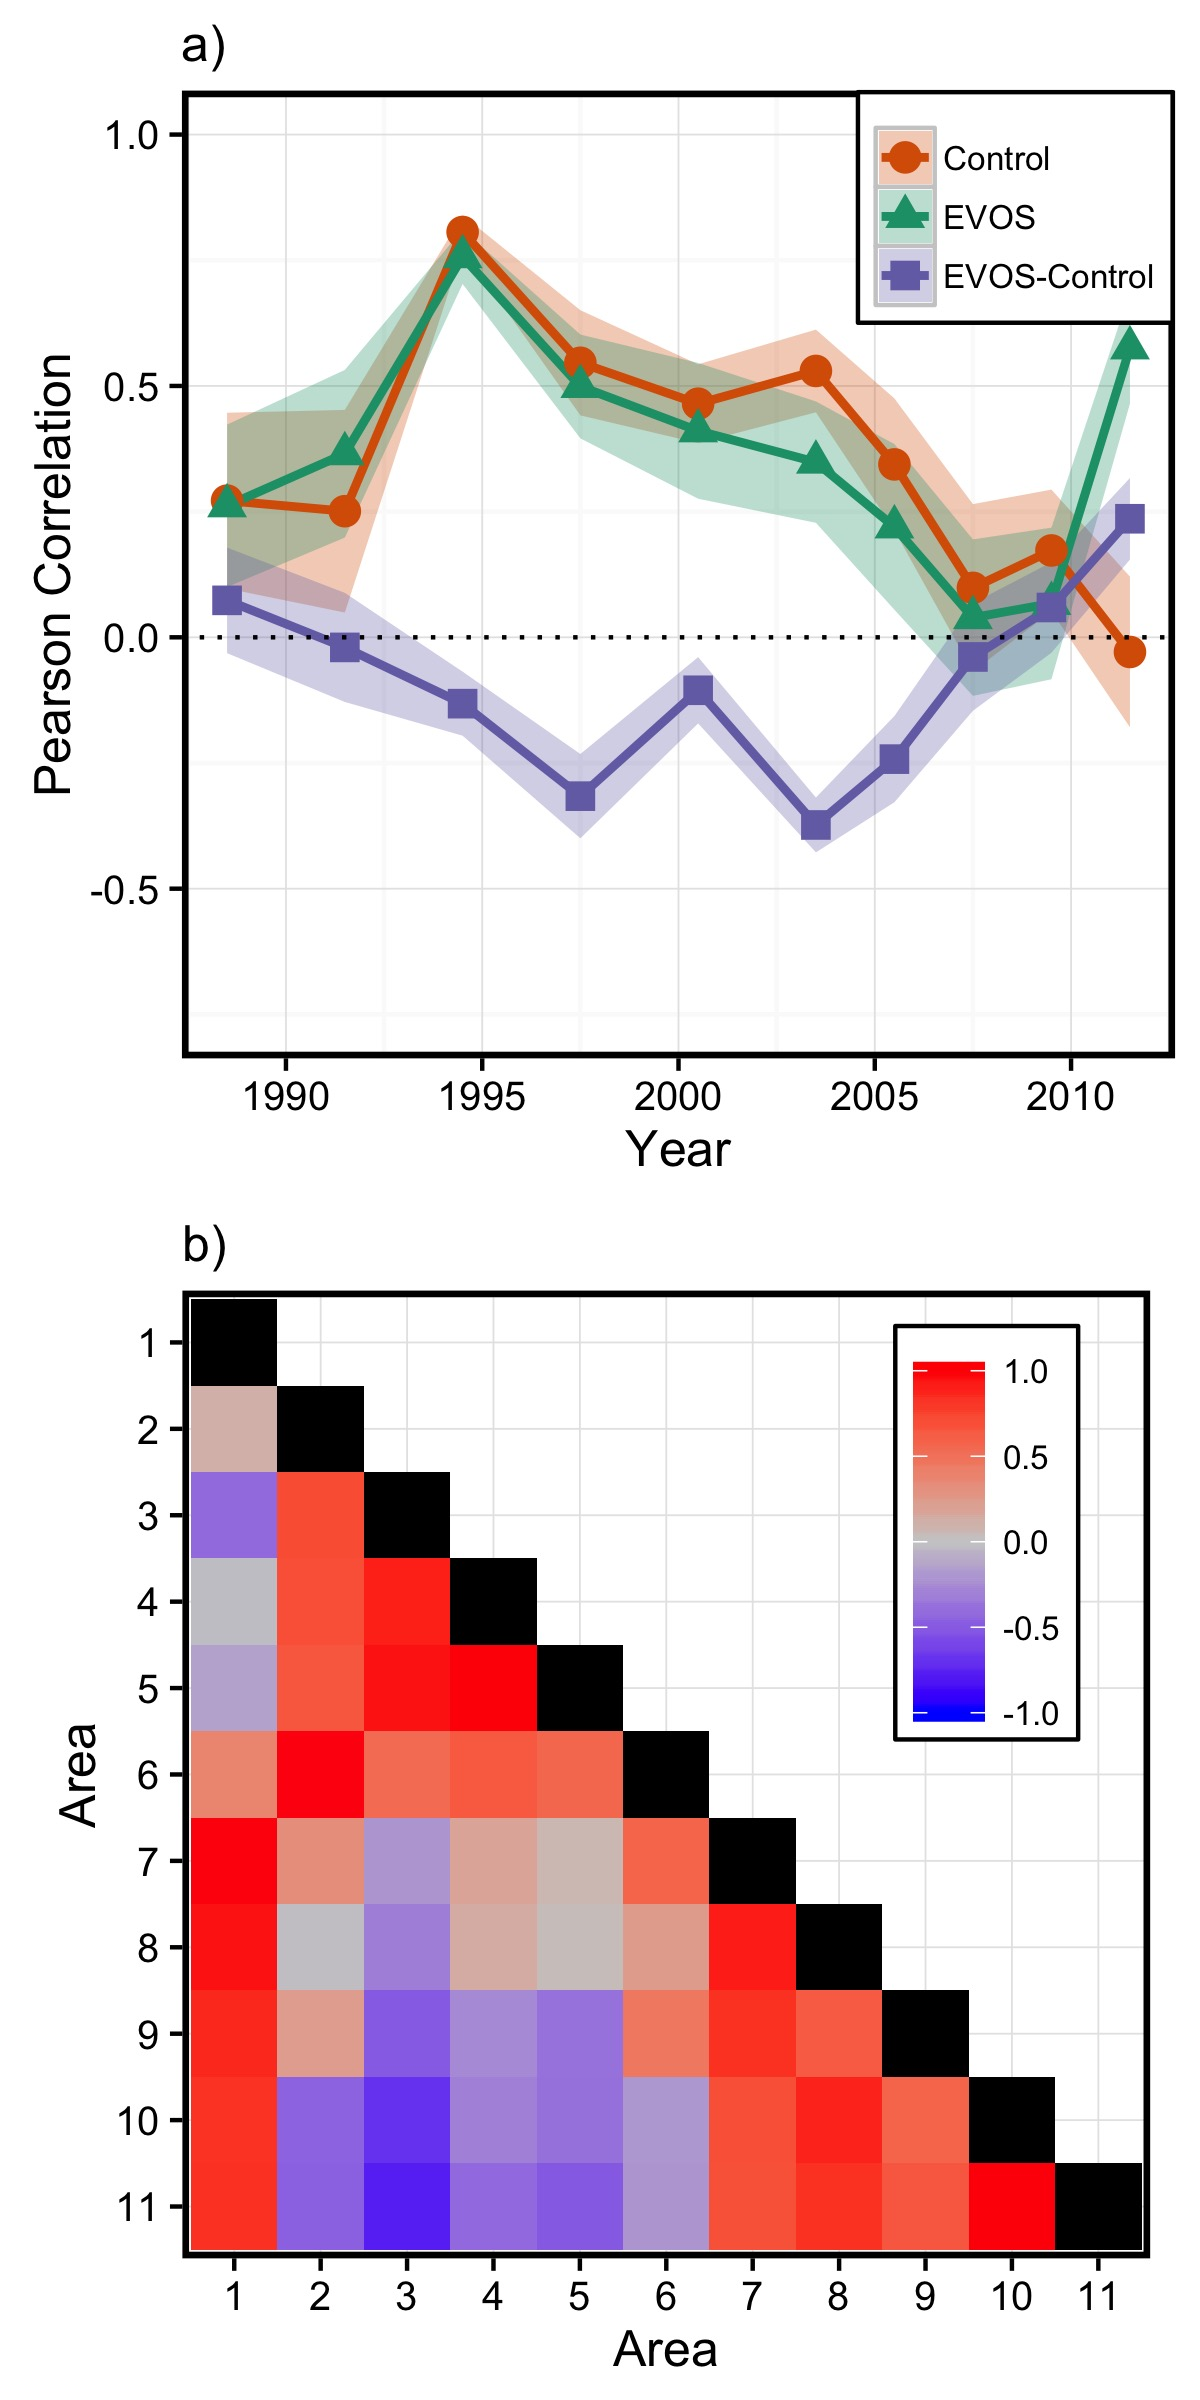 a)
1.0
0.5
0.0
-0.5
Pearson Correlation
Control
EVOS
EVOS-Control
1990 1995 2000 2005 2010
Year
b)
1
2
3
4
5
6
7
8
9
10
11
Area
1.0
0.5
0.0
-0.5
-1.0
1 2 3 4 5 6 7 8 9 10 11
Area